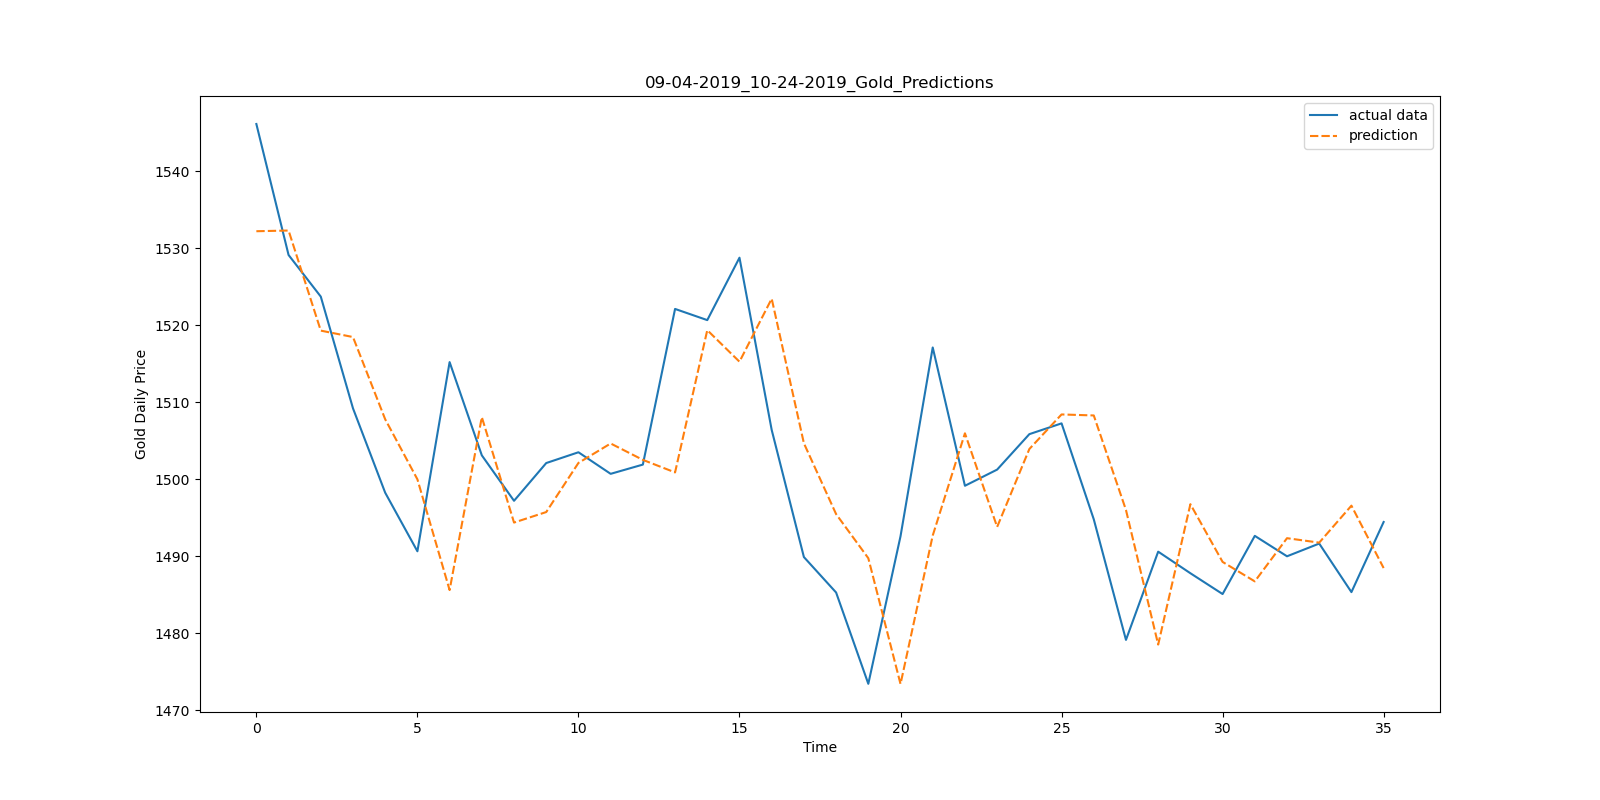 09-04-2019_10-24-2019_Gold_Predictions
actual data
prediction
Gold Daily Price
1540
1530
1520
1510
1500
1490
1480
1470
0 5 10 15 20 25 30 35
Time